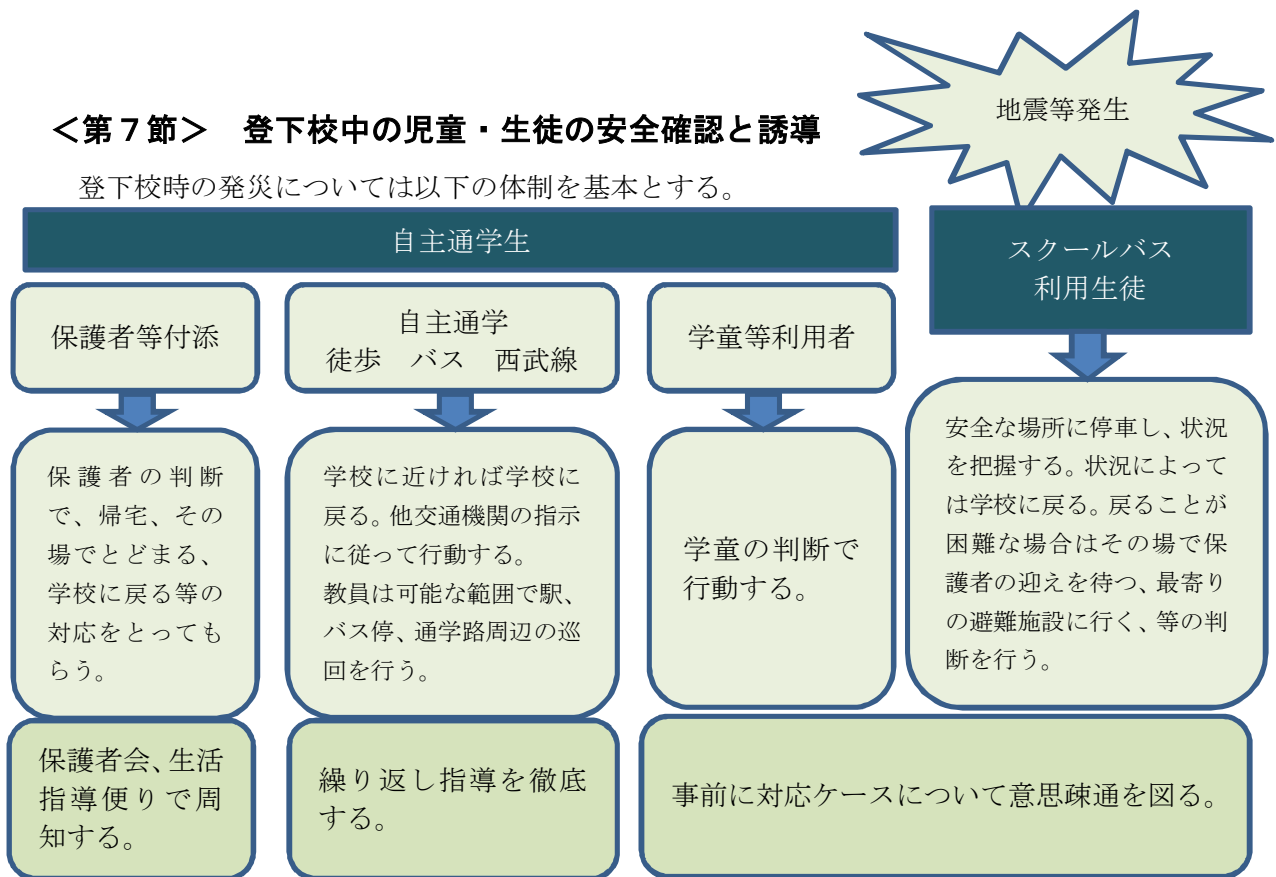 地震等発生
＜第７節＞　登下校中の児童・生徒の安全確認と誘導
登下校時の発災については以下の体制を基本とする。
自主通学生
スクールバス
利用生徒
保護者等付添
自主通学
徒歩　バス　西武線
学童等利用者
保護者の判断
で、帰宅、その
場でとどまる、
学校に戻る等の
対応をとっても
らう。
学校に近ければ学校に
戻る。他交通機関の指示
に従って行動する。
教員は可能な範囲で駅、
バス停、通学路周辺の巡
回を行う。
学童の判断で
行動する。
安全な場所に停車し、状況
を把握する。状況によって
は学校に戻る。戻ることが
困難な場合はその場で保
護者の迎えを待つ、最寄り
の避難施設に行く、等の判
断を行う。
保護者会、生活
指導便りで周
知する。
繰り返し指導を徹底
する。
事前に対応ケースについて意思疎通を図る。